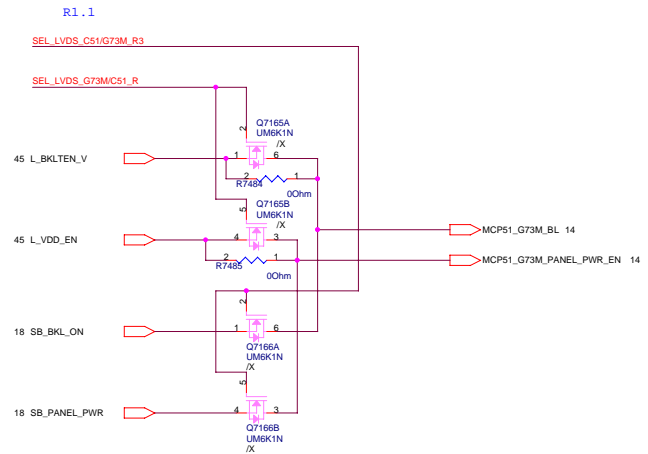 R1.1
SEL_LVDS_C51/G73M_R3
SEL_LVDS_G73M/C51_R
Q7165A
UM6K1N
/X
2
45 L_BKLTEN_V
1 6
2 1
R7484
0Ohm
Q7165B
UM6K1N
/X
5
45 L_VDD_EN
4 3
MCP51_G73M_BL 14
2 1
R7485
0Ohm
MCP51_G73M_PANEL_PWR_EN 14
2
18 SB_BKL_ON
1 6
Q7166A
UM6K1N
/X
5
18 SB_PANEL_PWR
4 3
Q7166B
UM6K1N
/X